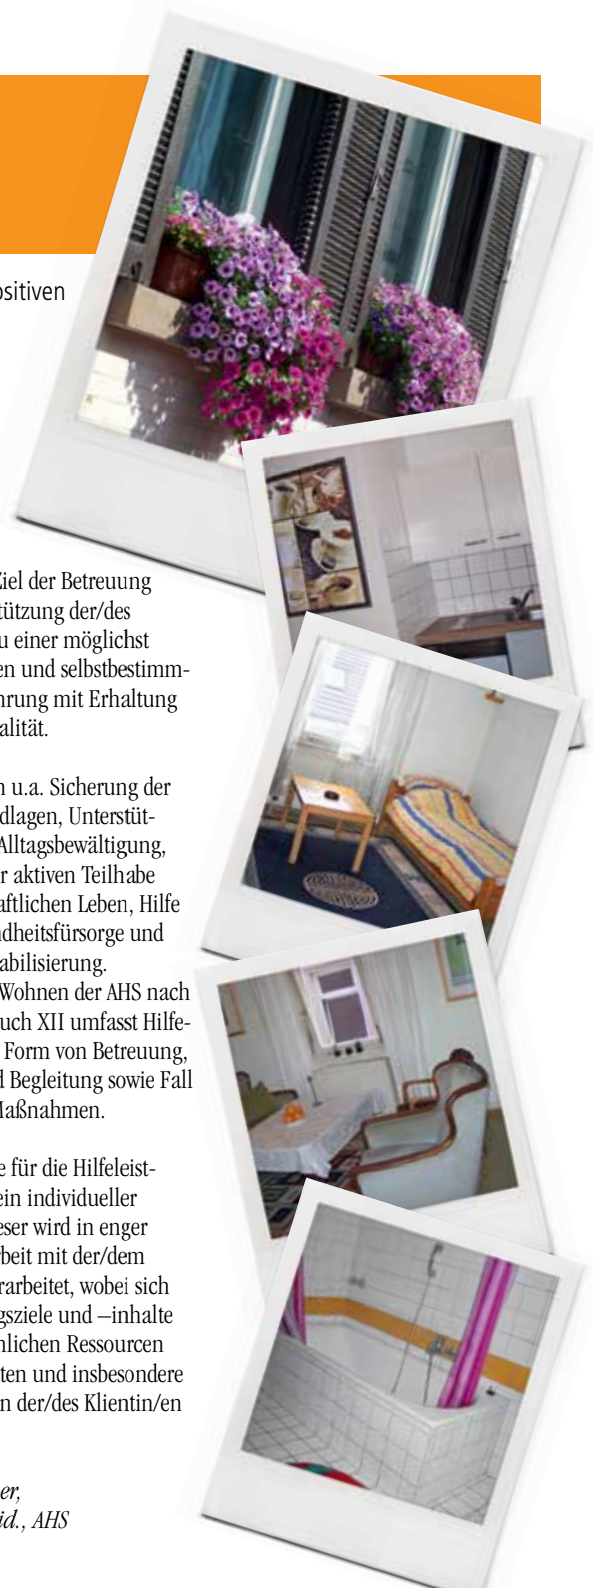 ositiven
Ziel der Betreuung
tützung der/des
u einer möglichst
en und selbstbestimm-
hrung mit Erhaltung
alität.
n u.a. Sicherung der
dlagen, Unterstüt-
Alltagsbewältigung,
r aktiven Teilhabe
aftlichen Leben, Hilfe
ndheitsfürsorge und
abilisierung.
Wohnen der AHS nach
uch XII umfasst Hilfe-
Form von Betreuung,
d Begleitung sowie Fall
Maßnahmen.
e für die Hilfeleist-
ein individueller
eser wird in enger
rbeit mit der/dem
rarbeitet, wobei sich
gsziele und –inhalte
nlichen Ressourcen
ten und insbesondere
n der/des Klientin/en
er,
id., AHS